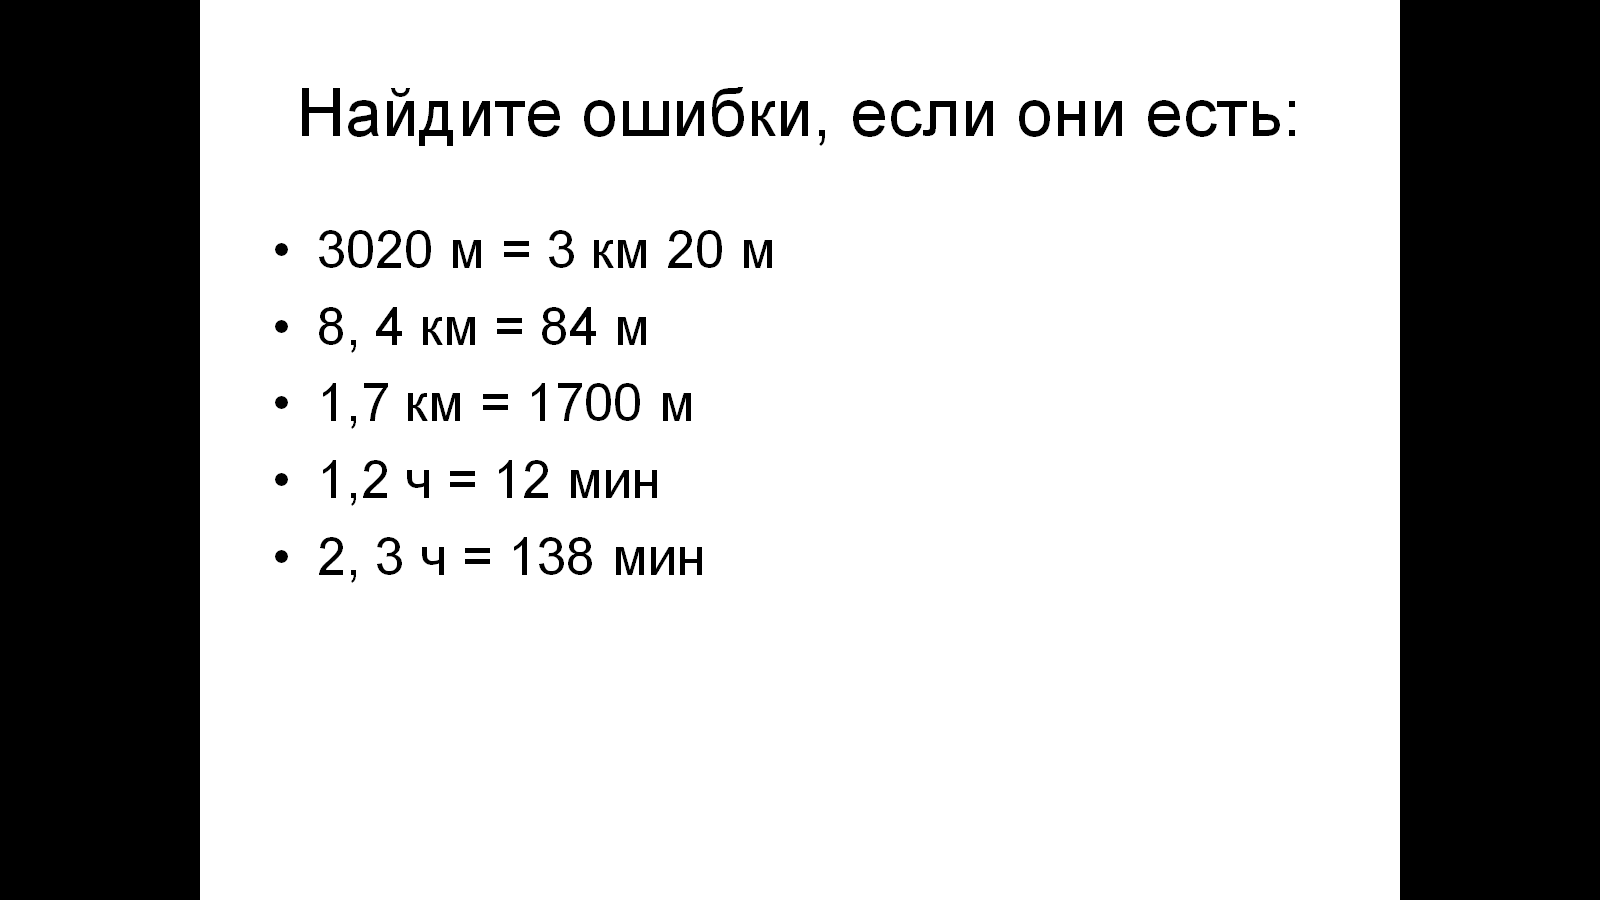 Найдите ошибки, если они есть:
• 3020 м = 3 км 20 м
• 8, 4 км = 84 м
• 1,7 км = 1700 м
• 1,2 ч = 12 мин
• 2, 3 ч = 138 мин